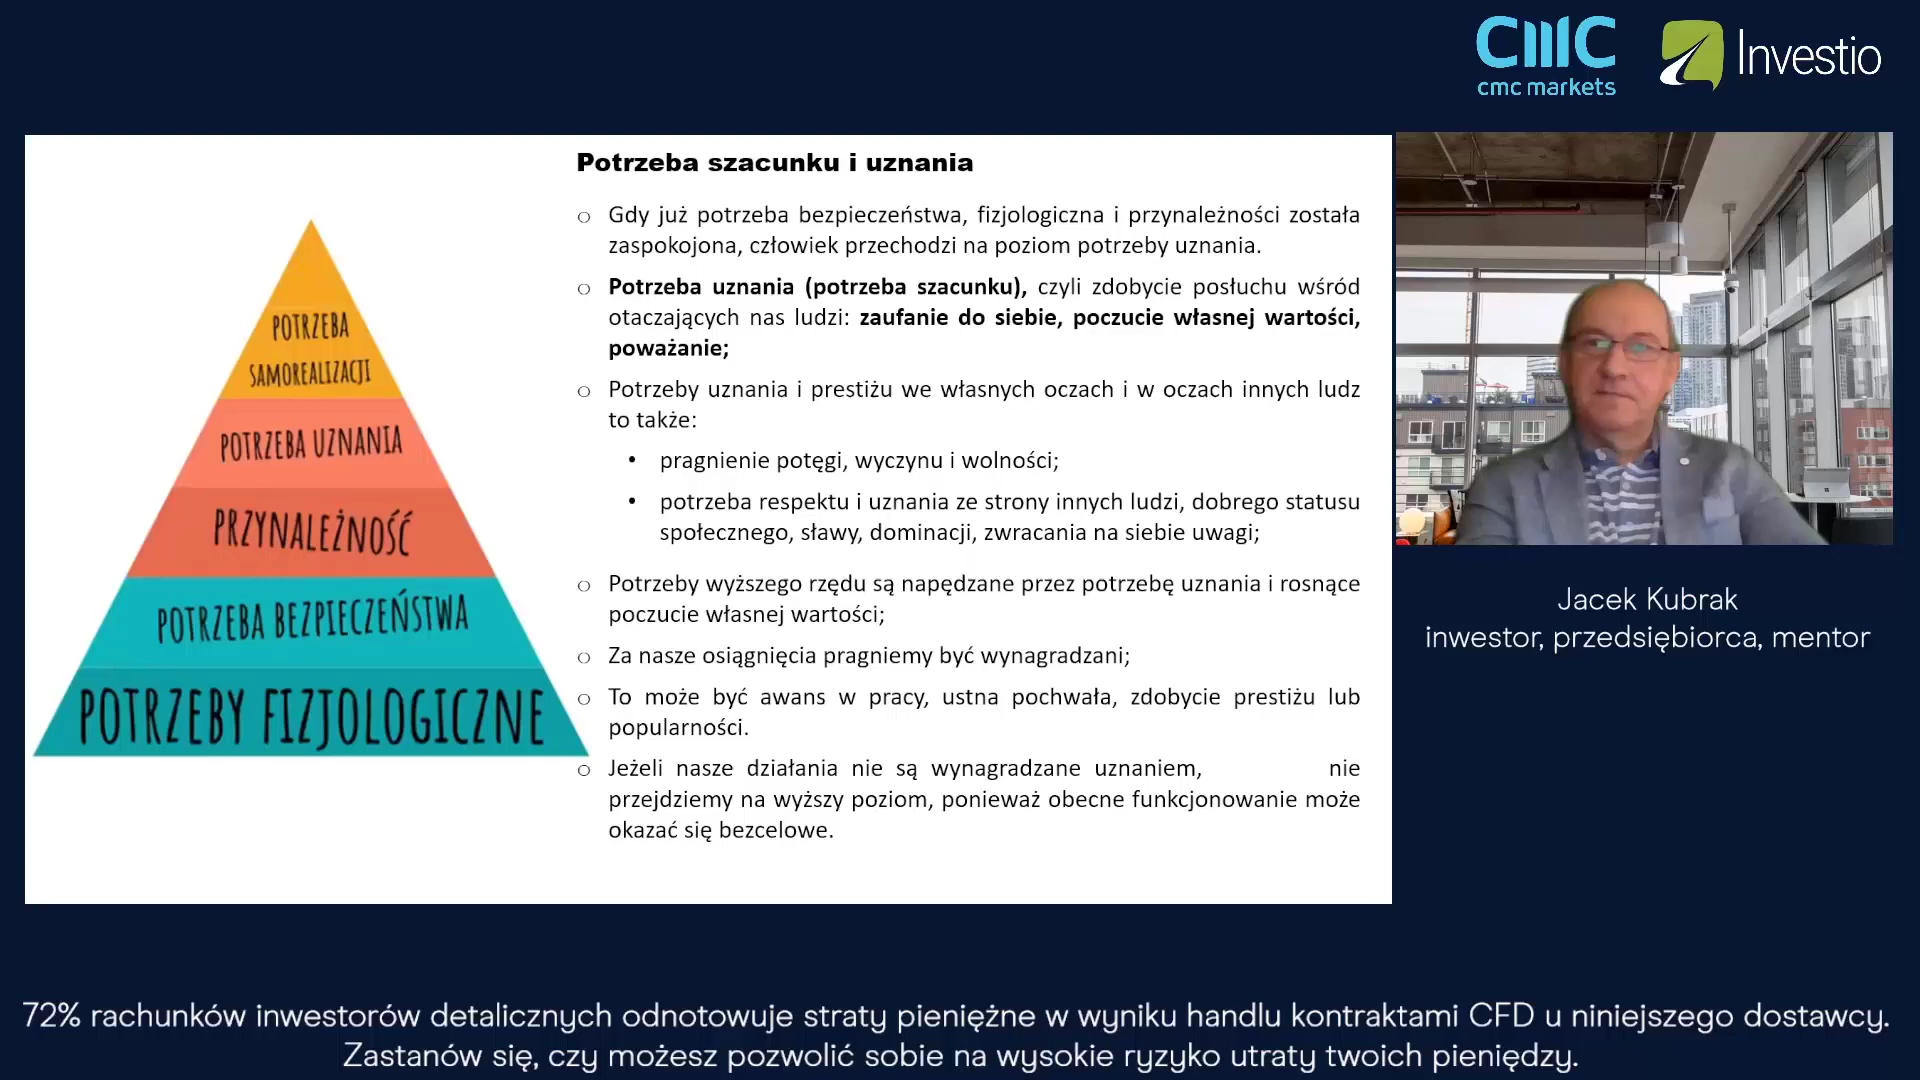 CMC
cmc markets
Investio
Potrzeba szacunku i uznania
o Gdy już potrzeba bezpieczeństwa, fizjologiczna i przynależności została
zaspokojona, człowiek przechodzi na poziom potrzeby uznania.
o Potrzeba uznania (potrzeba szacunku), czyli zdobycie posłuchu wśród
otaczających nas ludzi: zaufanie do siebie, poczucie własnej wartości,
poważanie;
o Potrzeby uznania i prestiżu we własnych oczach i w oczach innych ludz
to także:
• pragnienie potęgi, wyczynu i wolności;
• potrzeba respektu i uznania ze strony innych ludzi, dobrego statusu
społecznego, sławy, dominacji, zwracania na siebie uwagi;
o Potrzeby wyższego rzędu są napędzane przez potrzebę uznania i rosnące
poczucie własnej wartości;
o Za nasze osiągnięcia pragniemy być wynagradzani;
o To może być awans w pracy, ustna pochwała, zdobycie prestiżu lub
popularności.
o Jeżeli nasze działania nie są wynagradzane uznaniem, nie
przejdziemy na wyższy poziom, ponieważ obecne funkcjonowanie może
okazać się bezcelowe.
POTRZEBA
SAMOREALIZACJI
POTRZEBA UZNANIA
PRZYNALEŻNOŚĆ
POTRZEBA BEZPIECZEŃSTWA
POTRZEBY FIZJOLOGICZNE
Jacek Kubrak
inwestor, przedsiębiorca, mentor
72% rachunków inwestorów detalicznych odnotowuje straty pieniężne w wyniku handlu kontraktami CFD u niniejszego dostawcy.
Zastanów się, czy możesz pozwolić sobie na wysokie ryzyko utraty twoich pieniędzy.